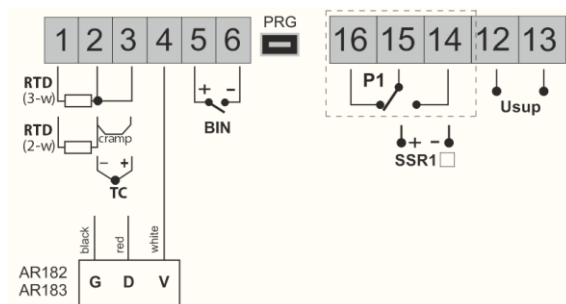 PRG
1 2 3 4 5 6
16 15 14 12 13
RTD
(3-w)
P1
+ -
BIN
Usup
RTD
(2-w)
cramp
- +
TC
+ -
SSR1
black
red
white
AR182
AR183
G D V